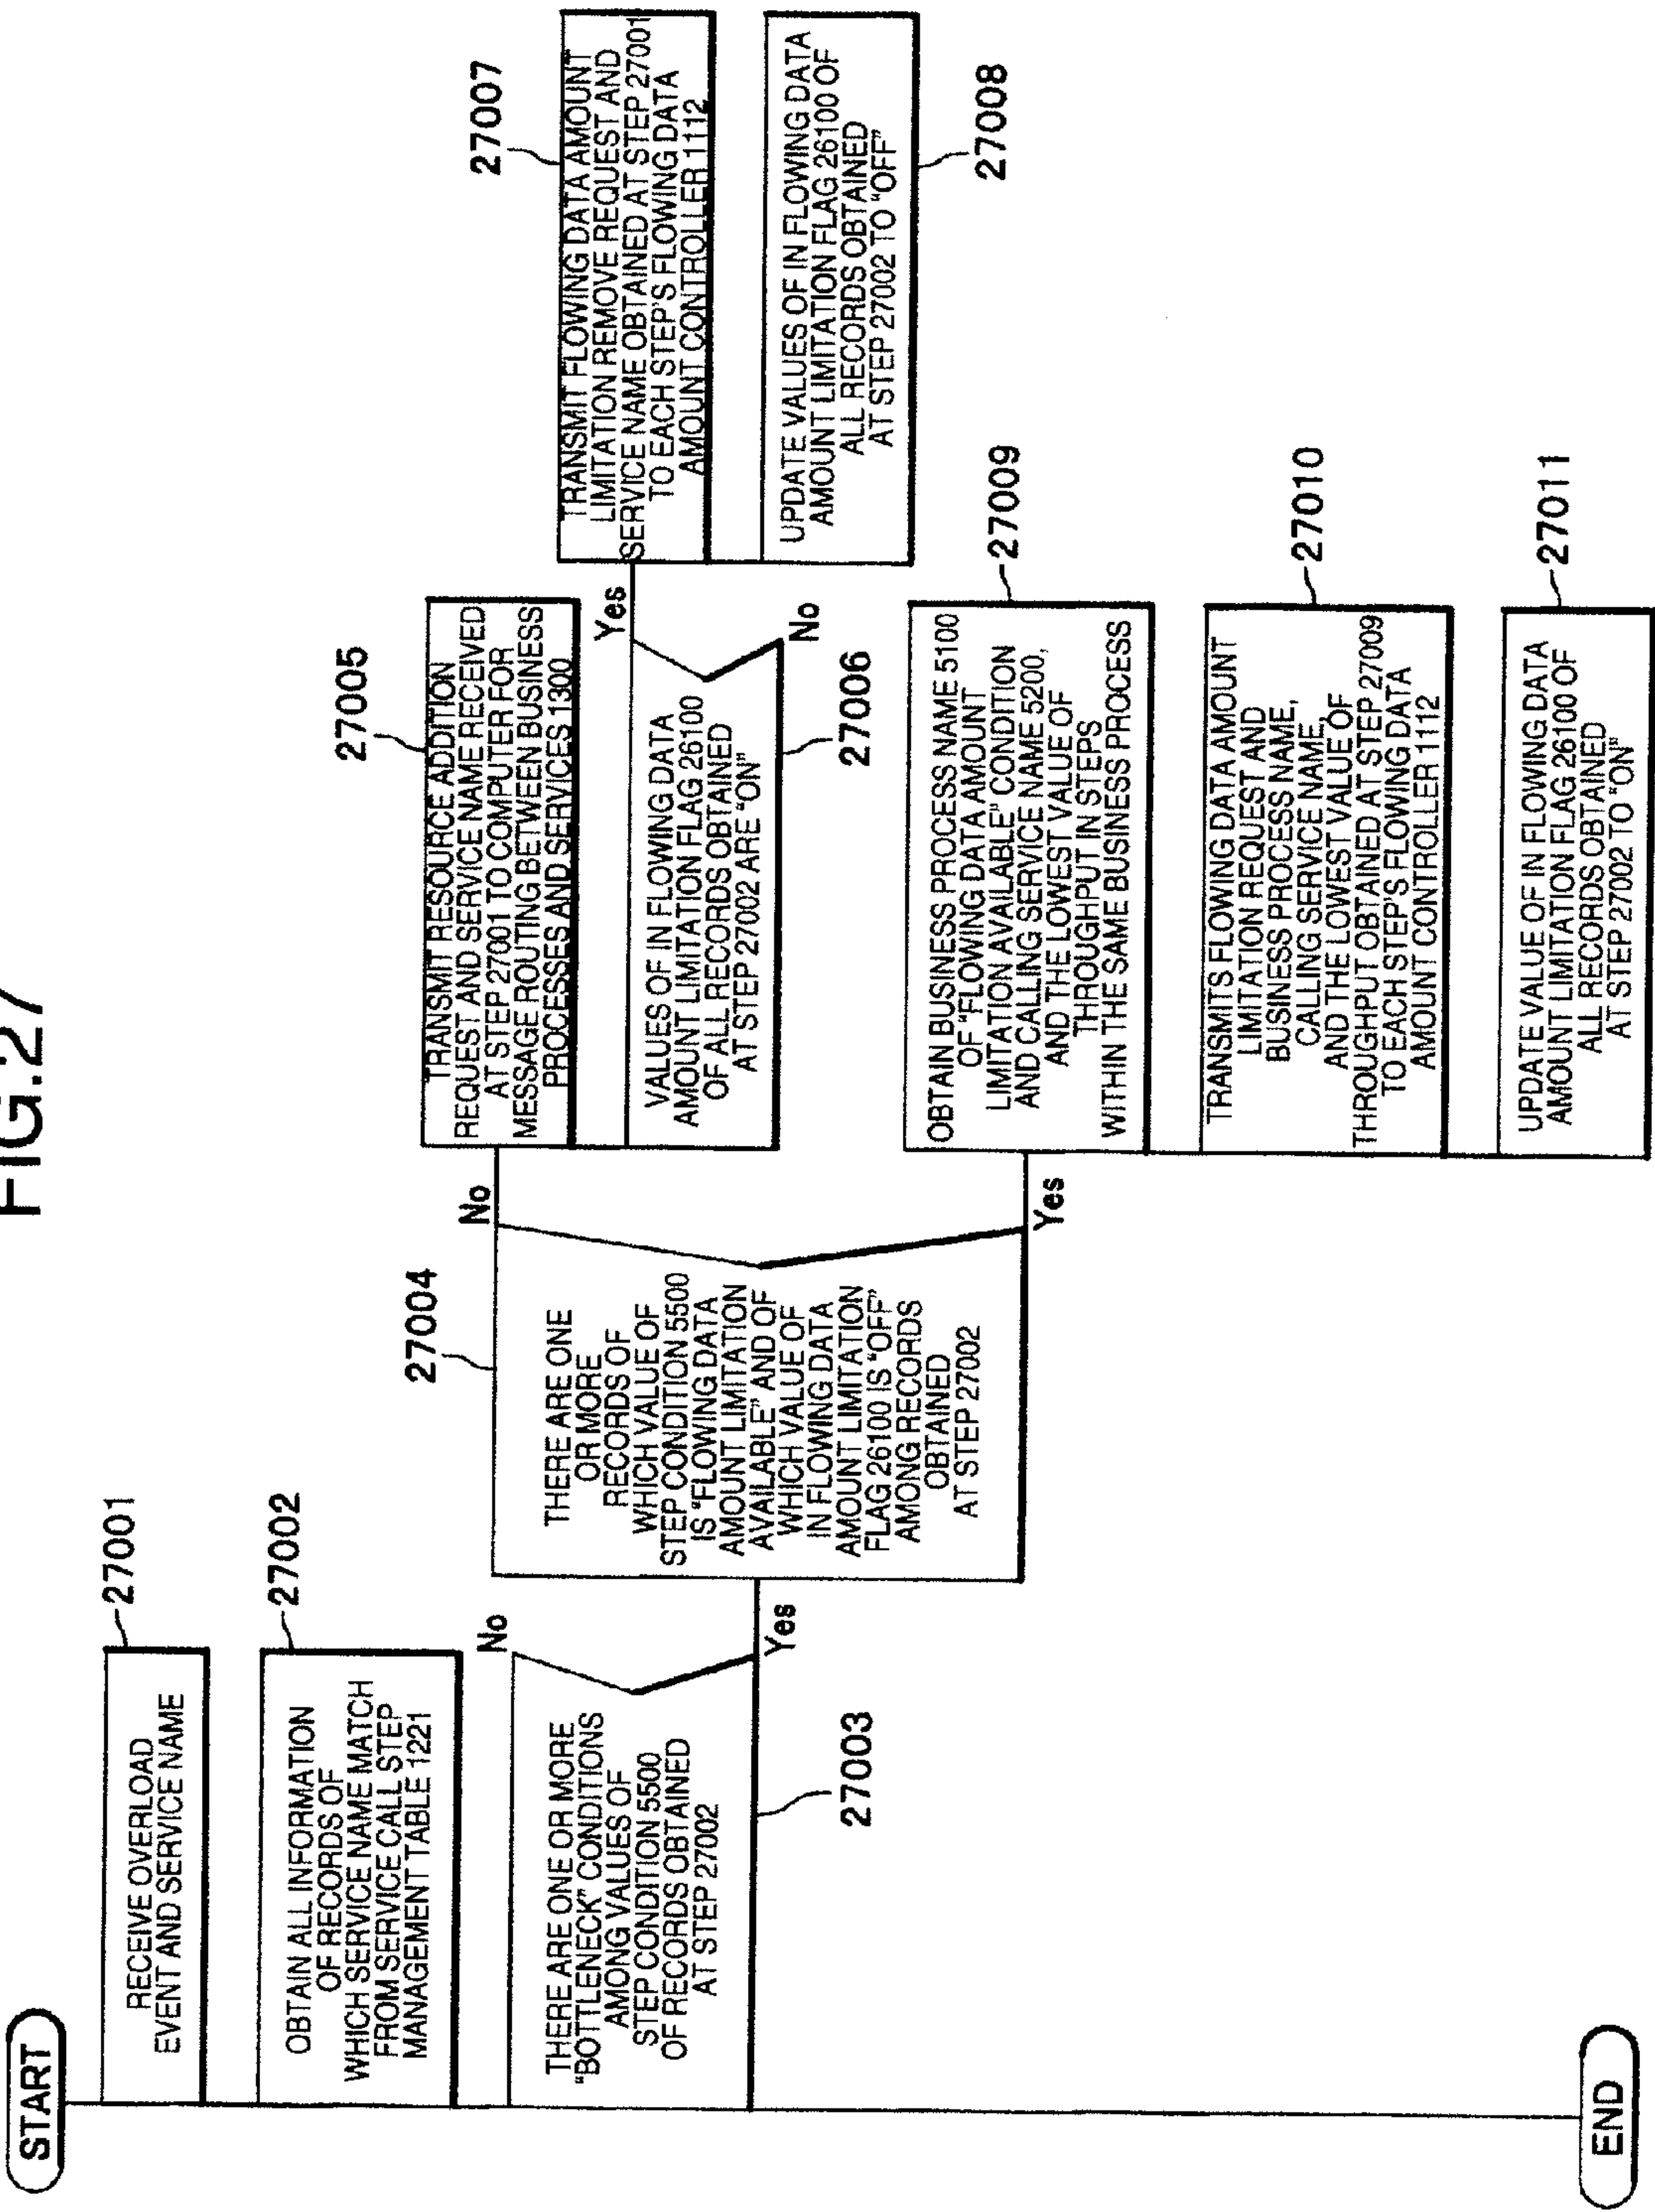 FIG.27
START
27001
RECEIVE OVERLOAD
EVENT AND SERVICE NAME
27002
OBTAIN ALL INFORMATION
OF RECORDS OF
WHICH SERVICE NAME MATCH
FROM SERVICE CALL STEP
MANAGEMENT TABLE 1221
THERE ARE ONE OR MORE
"BOTTLENECK" CONDITIONS
AMONG VALUES OF
STEP CONDITION 5500
OF RECORDS OBTAINED
AT STEP 27002
27003
No
Yes
27004
THERE ARE ONE
OR MORE
RECORDS OF
WHICH VALUE OF
STEP CONDITION 5500
IS "FLOWING DATA
AMOUNT LIMITATION
AVAILABLE" AND OF
WHICH VALUE OF
IN FLOWING DATA
AMOUNT LIMITATION
FLAG 26100 IS "OFF"
AMONG RECORDS
OBTAINED
AT STEP 27002
No
Yes
27005
TRANSMIT RESOURCE ADDITION
REQUEST AND SERVICE NAME RECEIVED
AT STEP 27001 TO COMPUTER FOR
MESSAGE ROUTING BETWEEN BUSINESS
PROCESSES AND SERVICES 1300
VALUES OF IN FLOWING DATA
AMOUNT LIMITATION FLAG 26100
OF ALL RECORDS OBTAINED
AT STEP 27002 ARE "ON"
27006
Yes
No
27007
TRANSMIT FLOWING DATA AMOUNT
LIMITATION REMOVE REQUEST AND
SERVICE NAME OBTAINED AT STEP 27001
TO EACH STEP'S FLOWING DATA
AMOUNT CONTROLLER 1112
UPDATE VALUES OF IN FLOWING DATA
AMOUNT LIMITATION FLAG 26100 OF
ALL RECORDS OBTAINED
AT STEP 27002 TO "OFF"
27008
27009
OBTAIN BUSINESS PROCESS NAME 5100
OF "FLOWING DATA AMOUNT
LIMITATION AVAILABLE" CONDITION
AND CALLING SERVICE NAME 5200,
AND THE LOWEST VALUE OF
THROUGHPUT IN STEPS
WITHIN THE SAME BUSINESS PROCESS
27010
TRANSMITS FLOWING DATA AMOUNT
LIMITATION REQUEST AND
BUSINESS PROCESS NAME,
CALLING SERVICE NAME,
AND THE LOWEST VALUE OF
THROUGHPUT OBTAINED AT STEP 27009
TO EACH STEP'S FLOWING DATA
AMOUNT CONTROLLER 1112
27011
UPDATE VALUE OF IN FLOWING DATA
AMOUNT LIMITATION FLAG 26100 OF
ALL RECORDS OBTAINED
AT STEP 27002 TO "ON"
END